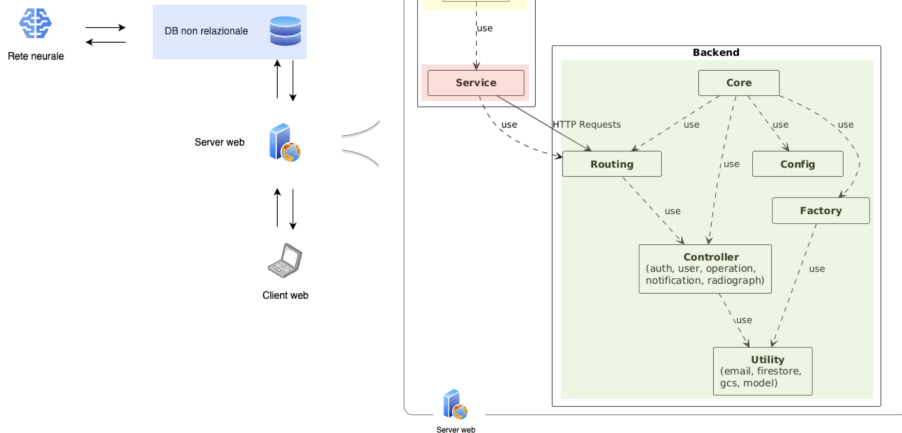 Rete neurale
DB non relazionale
Server web
Client web
use
Service
use
HTTP Requests
Backend
Core
use
use
use
use
Routing
Config
Factory
use
Controller
(auth, user, operation,
notification, radiograph)
use
use
Utility
(email, firestore,
gcs, model)
Server web